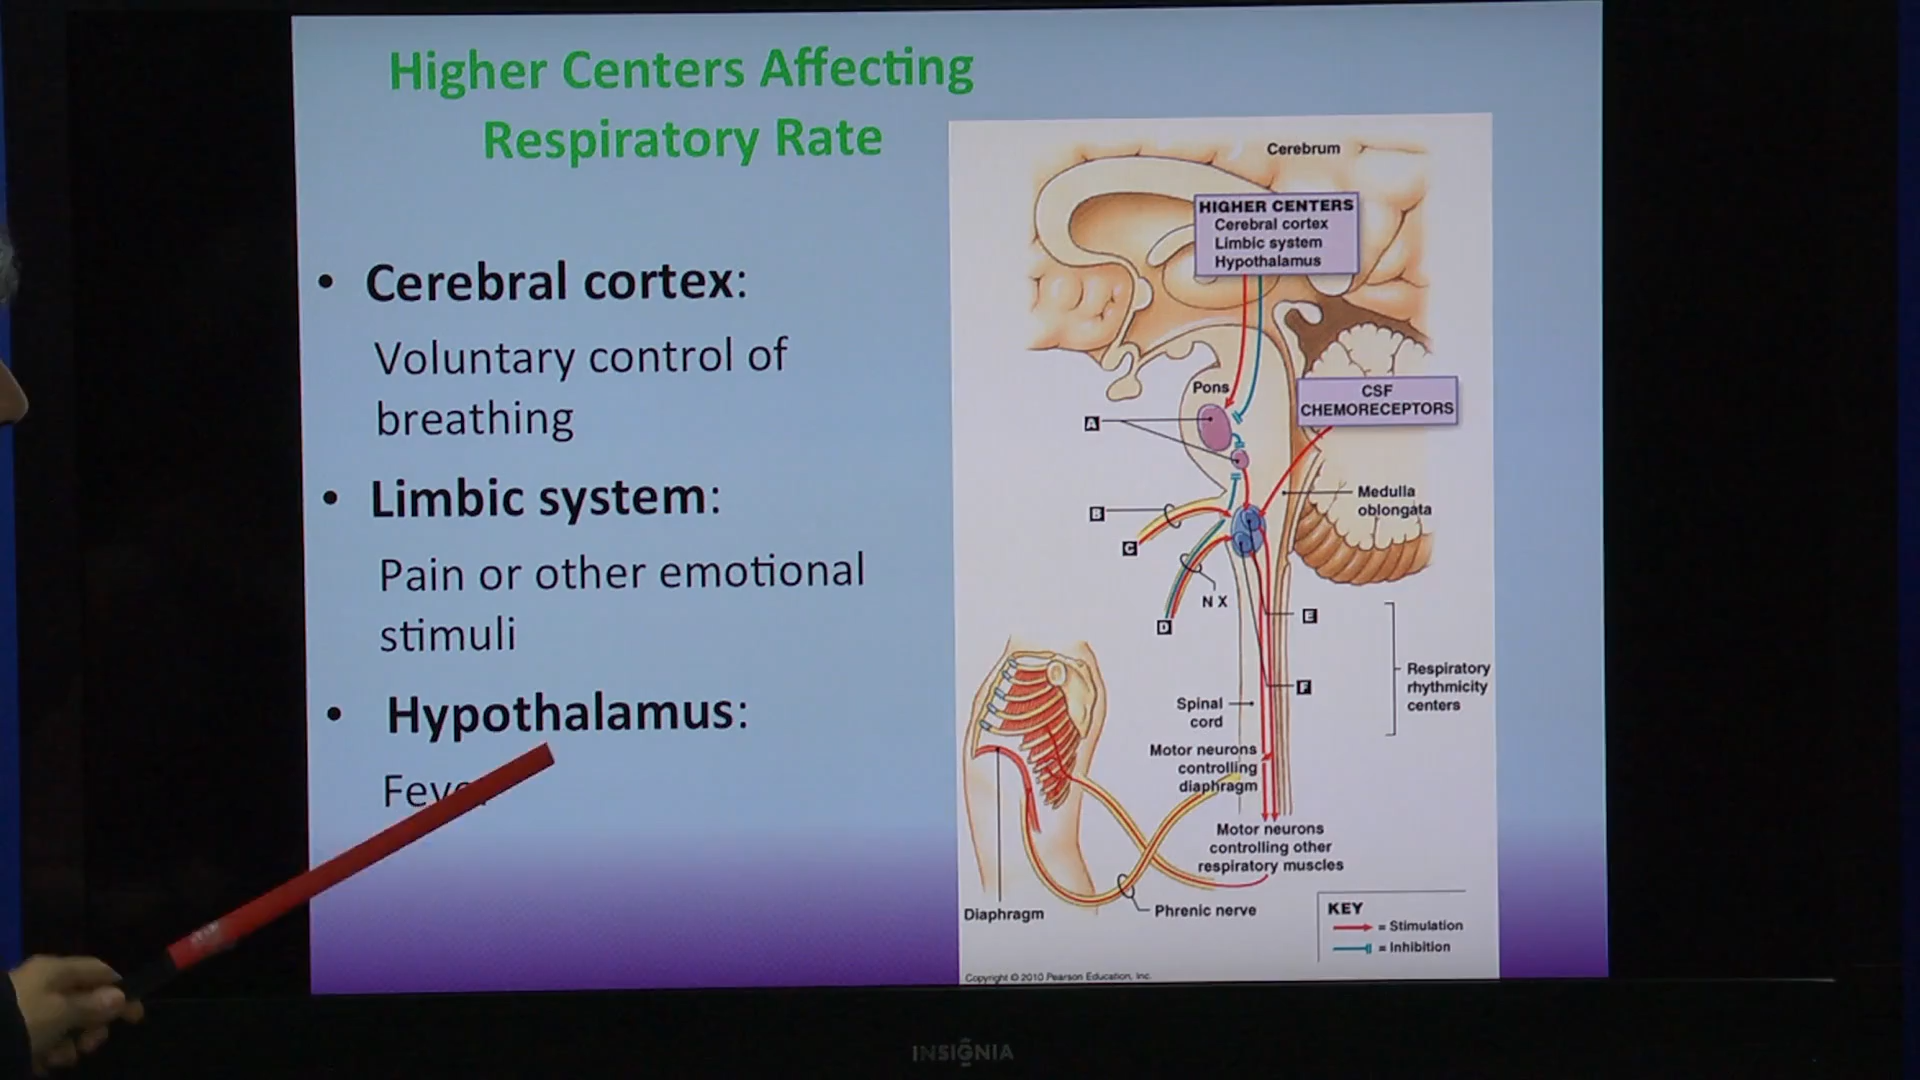 Higher Centers Affecting
Respiratory Rate
• Cerebral cortex:
Voluntary control of
breathing
• Limbic system:
Pain or other emotional
stimuli
• Hypothalamus:
Cerebrum
HIGHER CENTERS
Cerebral cortex
Limbic system
Hypothalamus
Pons
CSF
CHEMORECEPTORS
A
B
C
Medulla
oblongata
N X
D
E
F
Respiratory
rhythmicity
centers
Spinal
cord
Motor neurons
controlling
diaphragm
Motor neurons
controlling other
respiratory muscles
Diaphragm
Phrenic nerve
KEY
= Stimulation
= Inhibition
Copyright © 2010 Pearson Education, Inc.
INSIGNIA